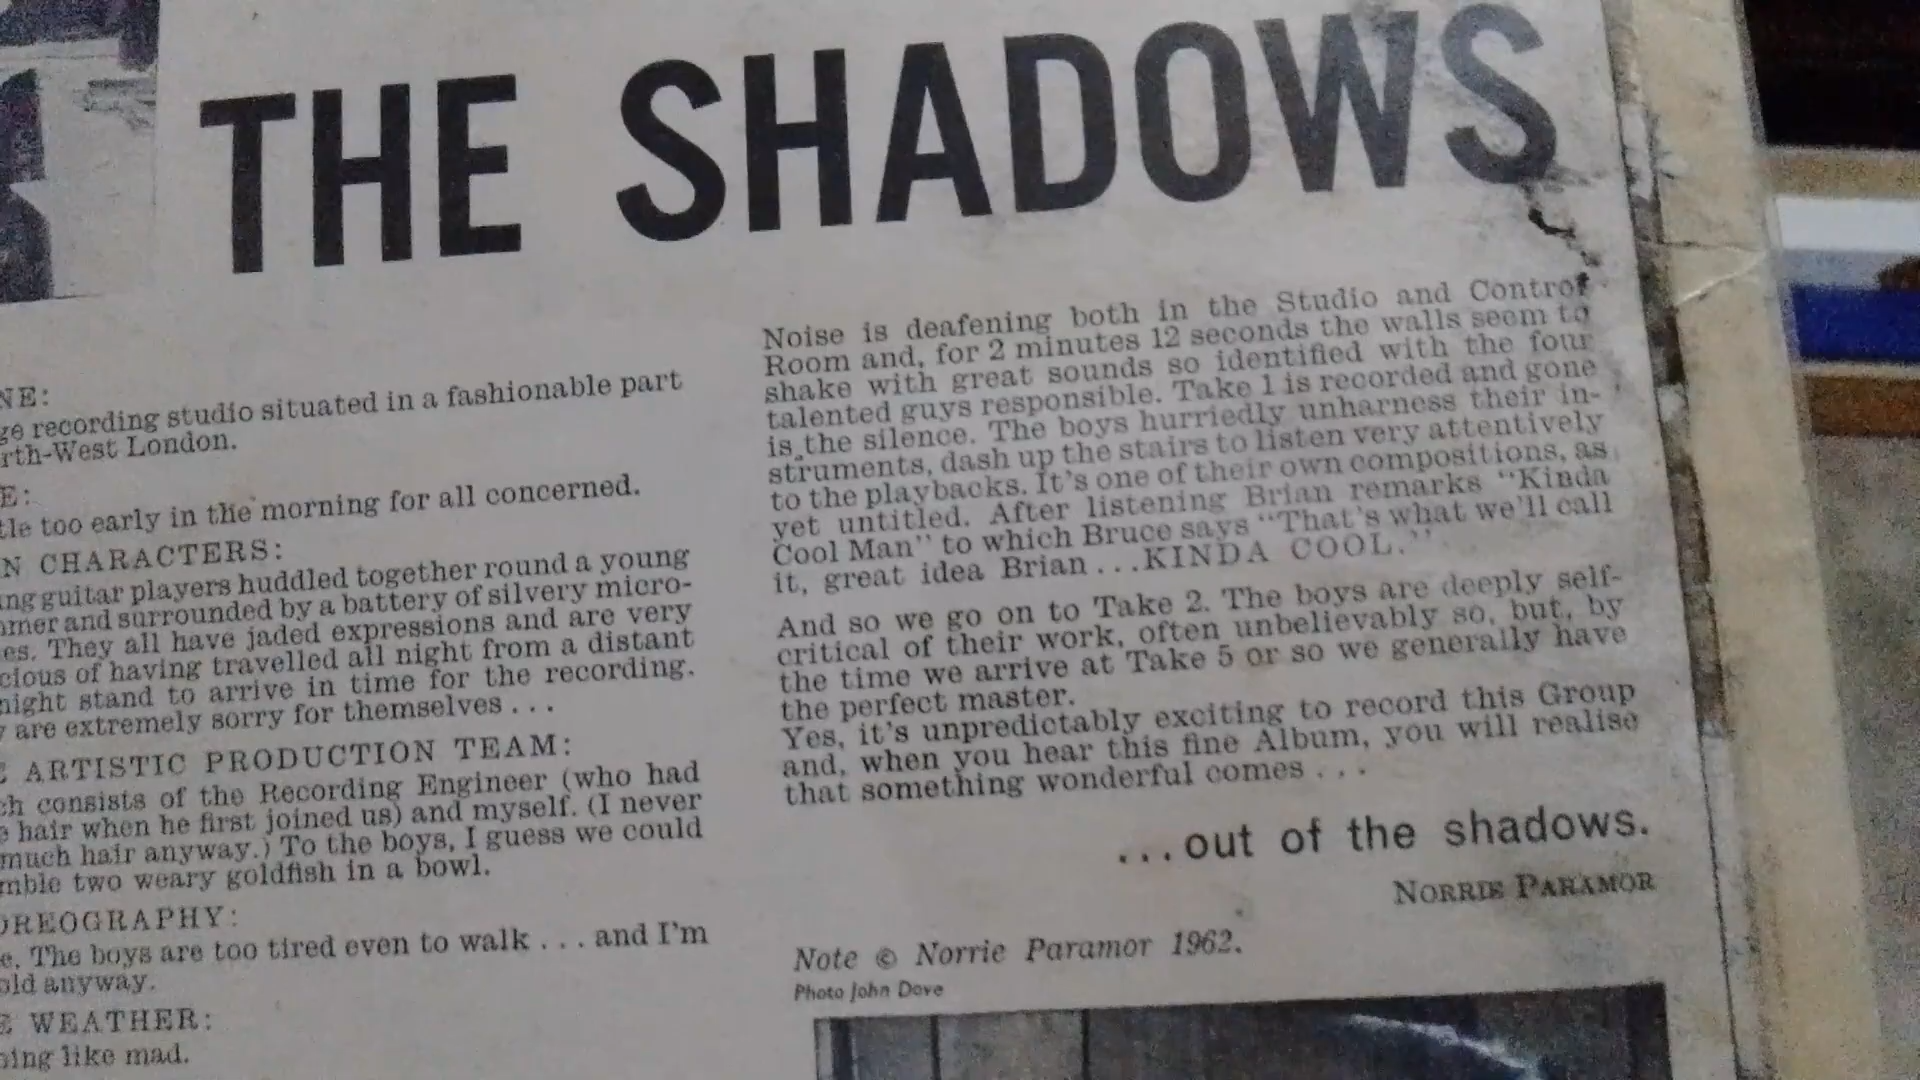 THE SHADOWS
NE:
ge recording studio situated in a fashionable part
rth-West London.
E:
tle too early in the morning for all concerned.
N CHARACTERS:
ing guitar players huddled together round a young
mmer and surrounded by a battery of silvery micro-
es. They all have jaded expressions and are very
cious of having travelled all night from a distant
night stand to arrive in time for the recording.
y are extremely sorry for themselves...
E ARTISTIC PRODUCTION TEAM:
ch consists of the Recording Engineer (who had
e hair when he first joined us) and myself. (I never
much hair anyway.) To the boys, I guess we could
mble two weary goldfish in a bowl.
OREOGRAPHY:
e. The boys are too tired even to walk... and I'm
old anyway.
E WEATHER:
ing like mad.
Noise is deafening both in the Studio and Control
Room and, for 2 minutes 12 seconds the walls seem to
shake with great sounds so identified with the four
talented guys responsible. Take 1 is recorded and gone
is the silence. The boys hurriedly unharness their in-
struments, dash up the stairs to listen very attentively
to the playbacks. It's one of their own compositions, as
yet untitled. After listening Brian remarks "Kinda
Cool Man" to which Bruce says "That's what we'll call
it, great idea Brian...KINDA COOL."
And so we go on to Take 2. The boys are deeply self-
critical of their work, often unbelievably so, but, by
the time we arrive at Take 5 or so we generally have
the perfect master.
Yes, it's unpredictably exciting to record this Group
and, when you hear this fine Album, you will realise
that something wonderful comes...
...out of the shadows.
NORRIE PARAMOR
Note © Norrie Paramor 1962.
Photo John Dove